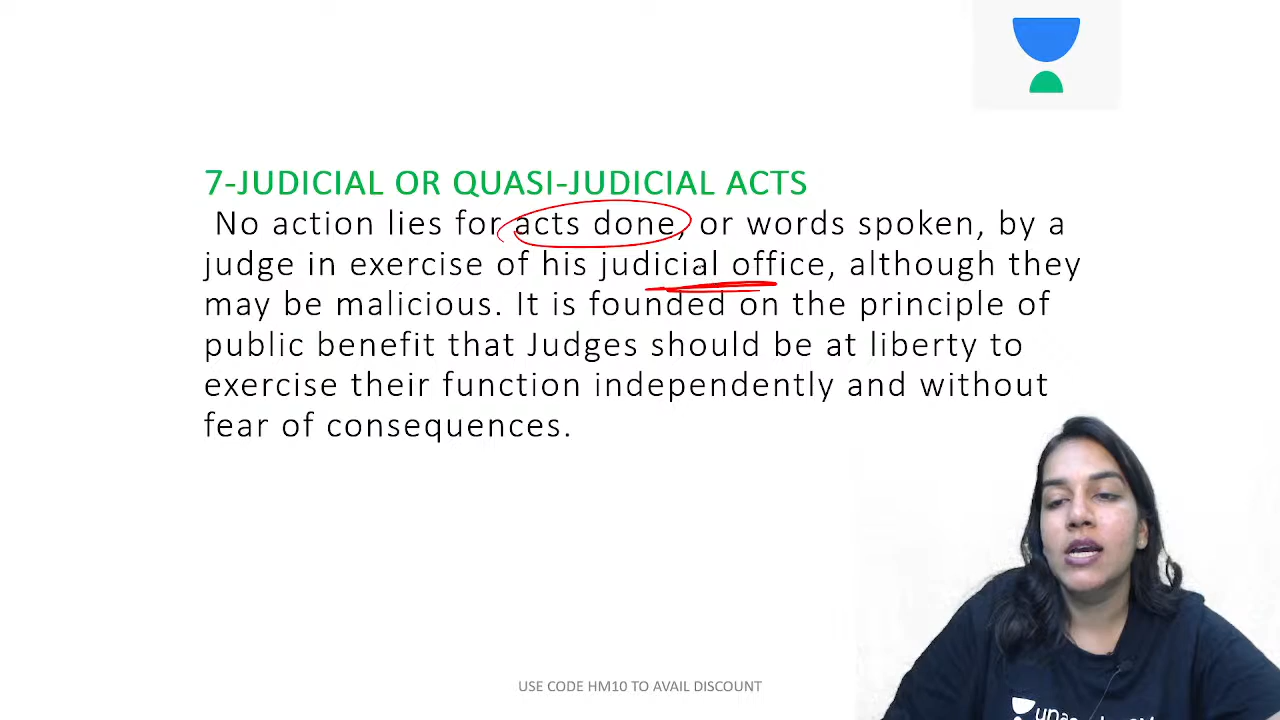 7-JUDICIAL OR QUASI-JUDICIAL ACTS
No action lies for acts done, or words spoken, by a
judge in exercise of his judicial office, although they
may be malicious. It is founded on the principle of
public benefit that Judges should be at liberty to
exercise their function independently and without
fear of consequences.
USE CODE HM10 TO AVAIL DISCOUNT